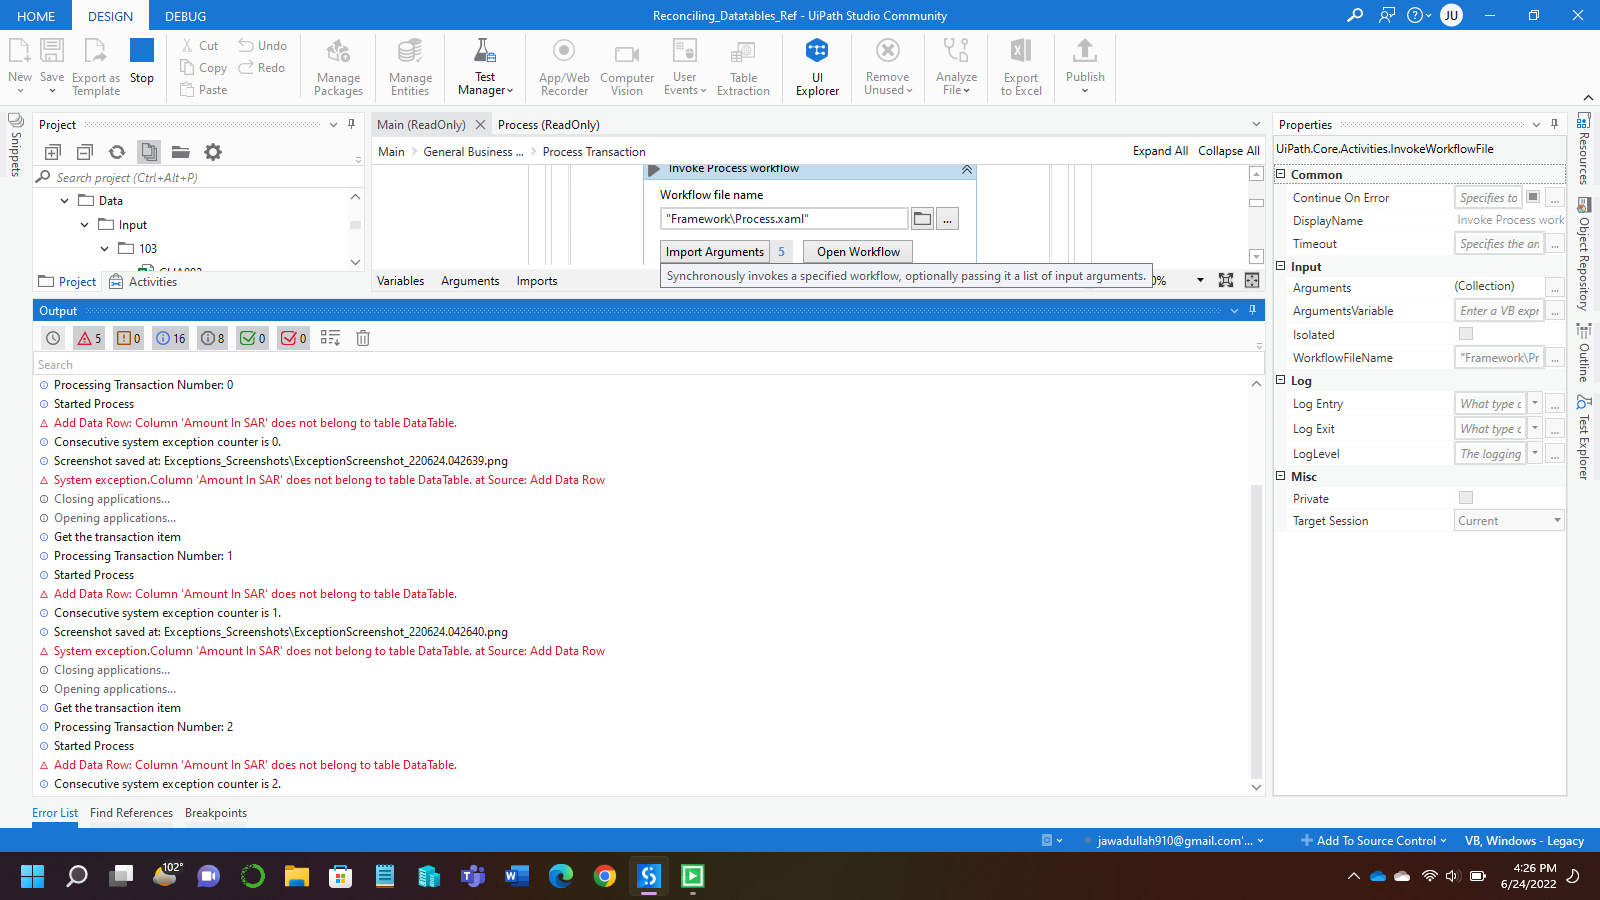 HOME DESIGN DEBUG Reconciling_Datatables_Ref - UiPath Studio Community JU
New Save Export as Template Stop Cut Copy Paste Undo Redo Manage Packages Manage Entities Test Manager App/Web Recorder Computer Vision User Events Table Extraction UI Explorer Remove Unused Analyze File Export to Excel Publish
Snippets
Project
Search project (Ctrl+Alt+P)
Data
Input
103
Project Activities
Main (ReadOnly) Process (ReadOnly)
Main General Business ... Process Transaction Expand All Collapse All
Invoke Process workflow
Workflow file name
"Framework\Process.xaml" ...
Import Arguments 5 Open Workflow
Synchronously invokes a specified workflow, optionally passing it a list of input arguments.
Variables Arguments Imports 0%
Output
5 0 16 8 0 0
Search
Processing Transaction Number: 0
Started Process
Add Data Row: Column 'Amount In SAR' does not belong to table DataTable.
Consecutive system exception counter is 0.
Screenshot saved at: Exceptions_Screenshots\ExceptionScreenshot_220624.042639.png
System exception.Column 'Amount In SAR' does not belong to table DataTable. at Source: Add Data Row
Closing applications...
Opening applications...
Get the transaction item
Processing Transaction Number: 1
Started Process
Add Data Row: Column 'Amount In SAR' does not belong to table DataTable.
Consecutive system exception counter is 1.
Screenshot saved at: Exceptions_Screenshots\ExceptionScreenshot_220624.042640.png
System exception.Column 'Amount In SAR' does not belong to table DataTable. at Source: Add Data Row
Closing applications...
Opening applications...
Get the transaction item
Processing Transaction Number: 2
Started Process
Add Data Row: Column 'Amount In SAR' does not belong to table DataTable.
Consecutive system exception counter is 2.
Properties
UiPath.Core.Activities.InvokeWorkflowFile
Common
Continue On Error Specifies to ...
DisplayName Invoke Process work
Timeout Specifies the an ...
Input
Arguments (Collection) ...
ArgumentsVariable Enter a VB expr ...
Isolated
WorkflowFileName "Framework\Pr ...
Log
Log Entry What type c ...
Log Exit What type c ...
LogLevel The logging ...
Misc
Private
Target Session Current
Resources
Object Repository
Outline
Test Explorer
Error List Find References Breakpoints
jawadullah910@gmail.com'... Add To Source Control VB, Windows - Legacy
102°
4:26 PM
6/24/2022